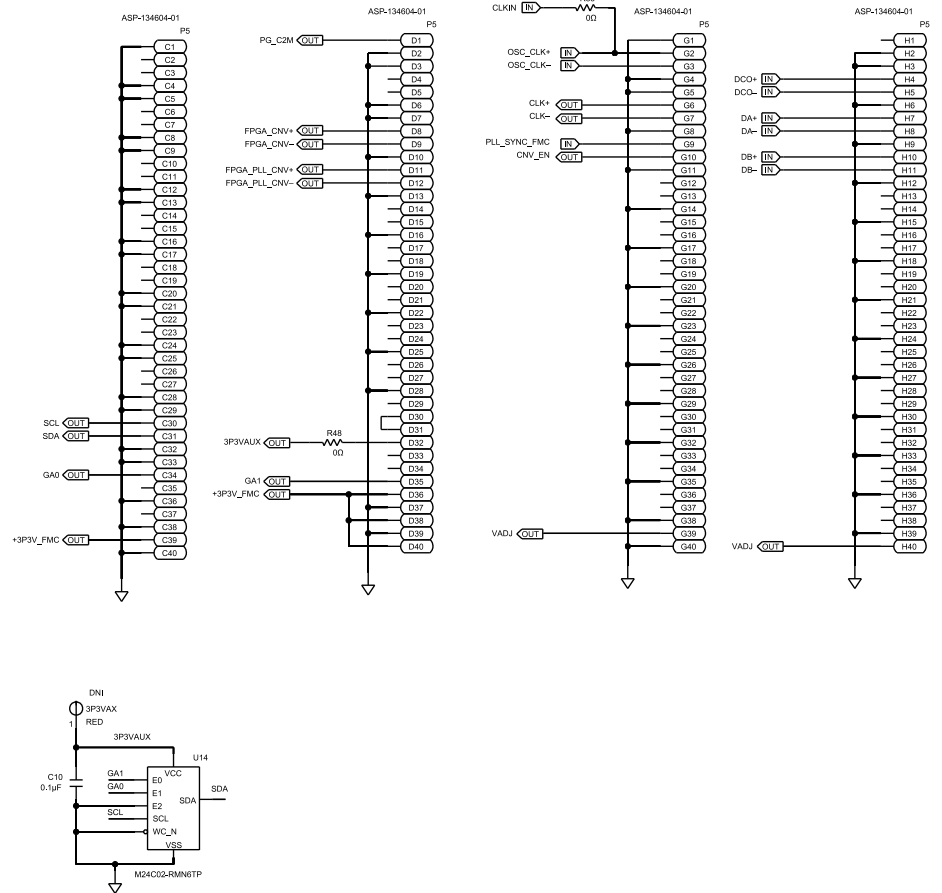 CLKIN IN
0Ω
ASP-134604-01
P5
C1
C2
C3
C4
C5
C6
C7
C8
C9
C10
C11
C12
C13
C14
C15
C16
C17
C18
C19
C20
C21
C22
C23
C24
C25
C26
C27
C28
C29
SCL OUT C30
SDA OUT C31
C32
C33
GA0 OUT C34
C35
C36
C37
C38
+3P3V_FMC OUT C39
C40
ASP-134604-01
P5
PG_C2M OUT D1
D2
D3
D4
D5
D6
D7
FPGA_CNV+ OUT D8
FPGA_CNV– OUT D9
D10
FPGA_PLL_CNV+ OUT D11
FPGA_PLL_CNV– OUT D12
D13
D14
D15
D16
D17
D18
D19
D20
D21
D22
D23
D24
D25
D26
D27
D28
D29
D30
D31
R48
3P3VAUX OUT D32
0Ω
D33
D34
GA1 OUT D35
+3P3V_FMC OUT D36
D37
D38
D39
D40
ASP-134604-01
P5
G1
OSC_CLK+ IN G2
OSC_CLK– IN G3
G4
G5
CLK+ OUT G6
CLK– OUT G7
G8
PLL_SYNC_FMC IN G9
CNV_EN OUT G10
G11
G12
G13
G14
G15
G16
G17
G18
G19
G20
G21
G22
G23
G24
G25
G26
G27
G28
G29
G30
G31
G32
G33
G34
G35
G36
G37
G38
VADJ OUT G39
G40
ASP-134604-01
P5
H1
H2
H3
DCO+ IN H4
DCO– IN H5
H6
DA+ IN H7
DA– IN H8
H9
DB+ IN H10
DB– IN H11
H12
H13
H14
H15
H16
H17
H18
H19
H20
H21
H22
H23
H24
H25
H26
H27
H28
H29
H30
H31
H32
H33
H34
H35
H36
H37
H38
H39
VADJ OUT H40
DNI
3P3VAX
1 RED
3P3VAUX
U14
C10
0.1µF
VCC
GA1 E0
GA0 E1
E2
SCL SCL
WC_N
VSS
SDA SDA
M24C02-RMN6TP